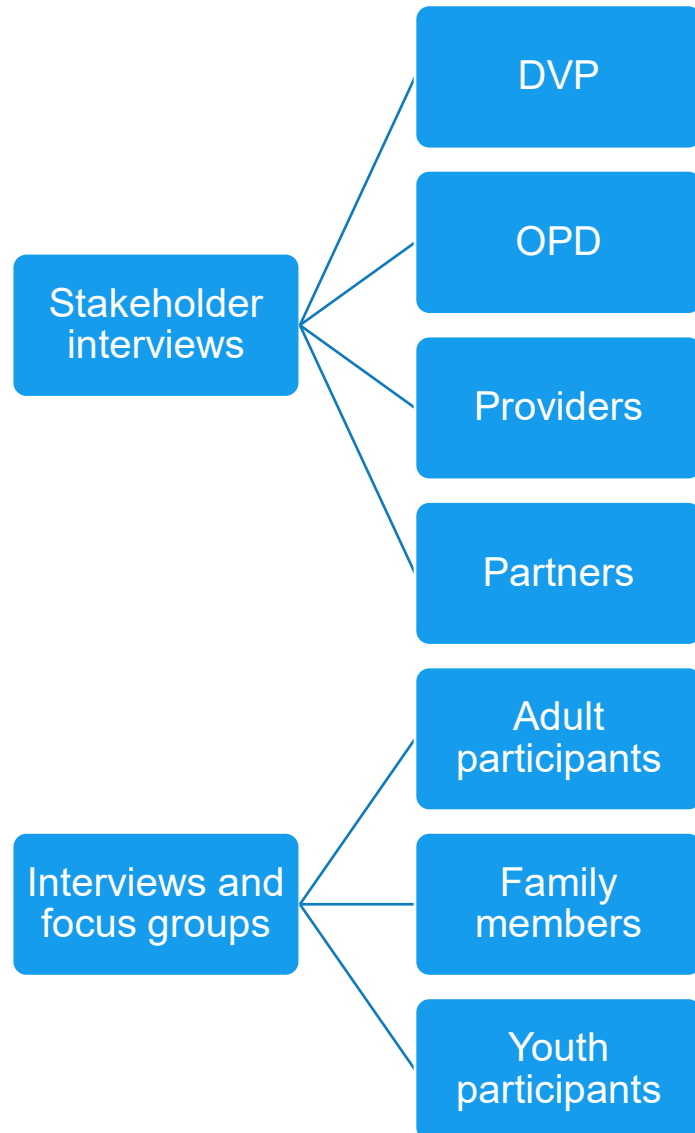 Stakeholder
interviews
DVP
OPD
Providers
Partners
Interviews and
focus groups
Adult
participants
Family
members
Youth
participants